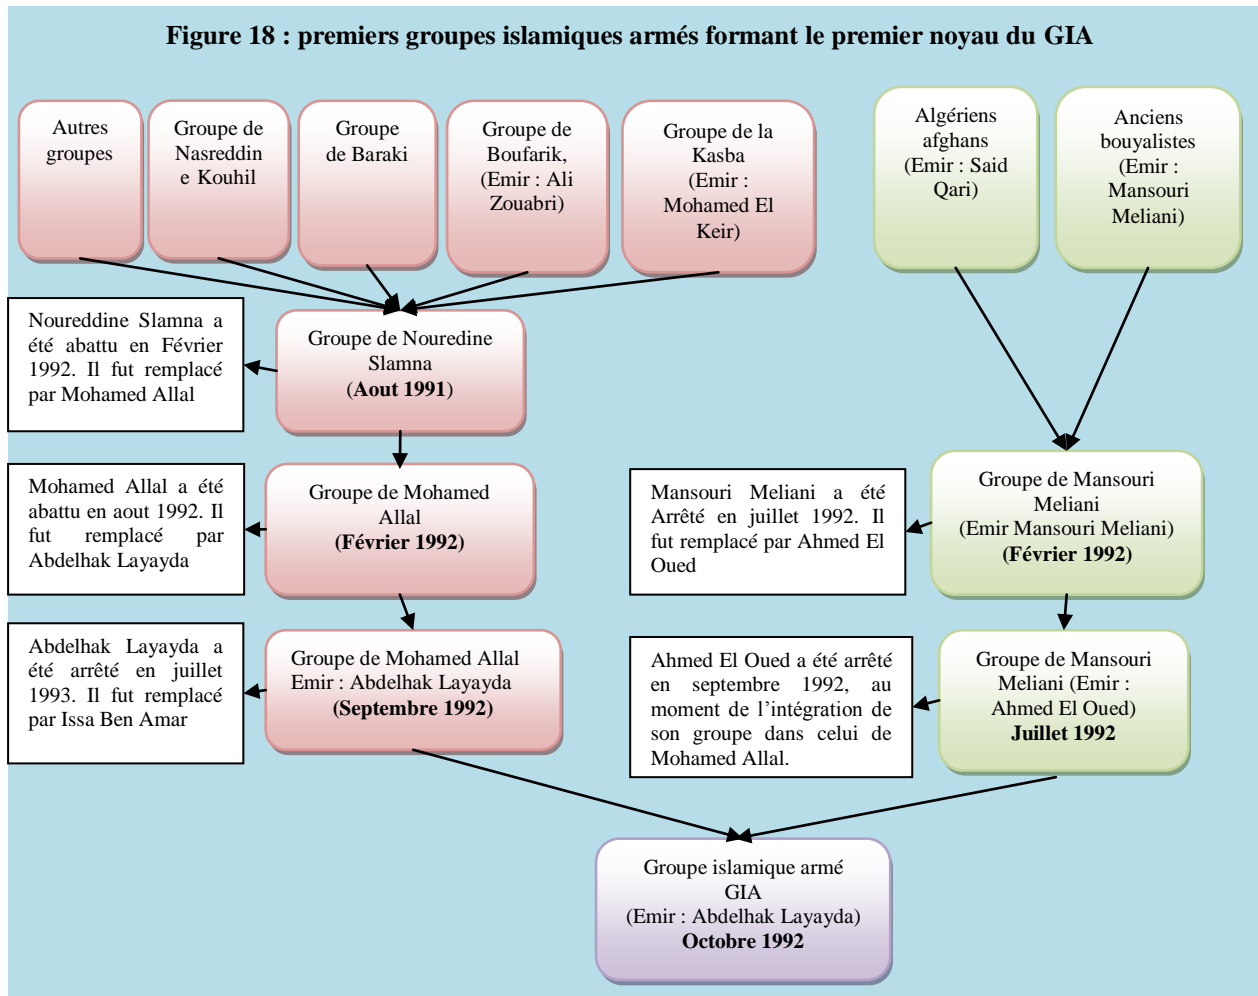 Figure 18 : premiers groupes islamiques armés formant le premier noyau du GIA
Autres
groupes
Groupe de
Nasreddin
e Kouhil
Groupe
de Baraki
Groupe de
Boufarik,
(Emir : Ali
Zouabri)
Groupe de la
Kasba
(Emir :
Mohamed El
Keir)
Algériens
afghans
(Emir : Said
Qari)
Anciens
bouyalistes
(Emir :
Mansouri
Meliani)
Noureddine Slamna a
été abattu en Février
1992. Il fut remplacé
par Mohamed Allal
Groupe de Nouredine
Slamna
(Aout 1991)
Mohamed Allal a été
abattu en aout 1992. Il
fut remplacé par
Abdelhak Layayda
Groupe de Mohamed
Allal
(Février 1992)
Mansouri Meliani a été
Arrêté en juillet 1992. Il
fut remplacé par Ahmed El
Oued
Groupe de Mansouri
Meliani
(Emir Mansouri Meliani)
(Février 1992)
Abdelhak Layayda a
été arrêté en juillet
1993. Il fut remplacé
par Issa Ben Amar
Groupe de Mohamed Allal
Emir : Abdelhak Layayda
(Septembre 1992)
Ahmed El Oued a été arrêté
en septembre 1992, au
moment de l’intégration de
son groupe dans celui de
Mohamed Allal.
Groupe de Mansouri
Meliani (Emir :
Ahmed El Oued)
Juillet 1992
Groupe islamique armé
GIA
(Emir : Abdelhak Layayda)
Octobre 1992